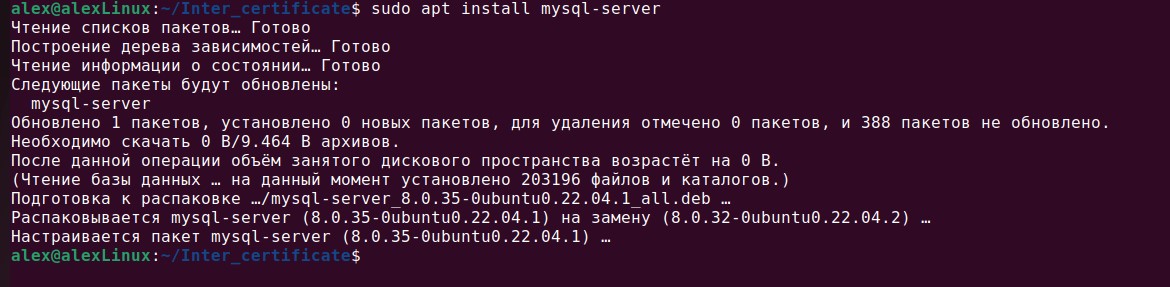 alex@alexLinux:~/Inter_certificate$ sudo apt install mysql-server
Чтение списков пакетов… Готово
Построение дерева зависимостей… Готово
Чтение информации о состоянии… Готово
Следующие пакеты будут обновлены:
  mysql-server
Обновлено 1 пакетов, установлено 0 новых пакетов, для удаления отмечено 0 пакетов, и 388 пакетов не обновлено.
Необходимо скачать 0 B/9.464 B архивов.
После данной операции объём занятого дискового пространства возрастёт на 0 B.
(Чтение базы данных … на данный момент установлено 203196 файлов и каталогов.)
Подготовка к распаковке …/mysql-server_8.0.35-0ubuntu0.22.04.1_all.deb …
Распаковывается mysql-server (8.0.35-0ubuntu0.22.04.1) на замену (8.0.32-0ubuntu0.22.04.2) …
Настраивается пакет mysql-server (8.0.35-0ubuntu0.22.04.1) …
alex@alexLinux:~/Inter_certificate$